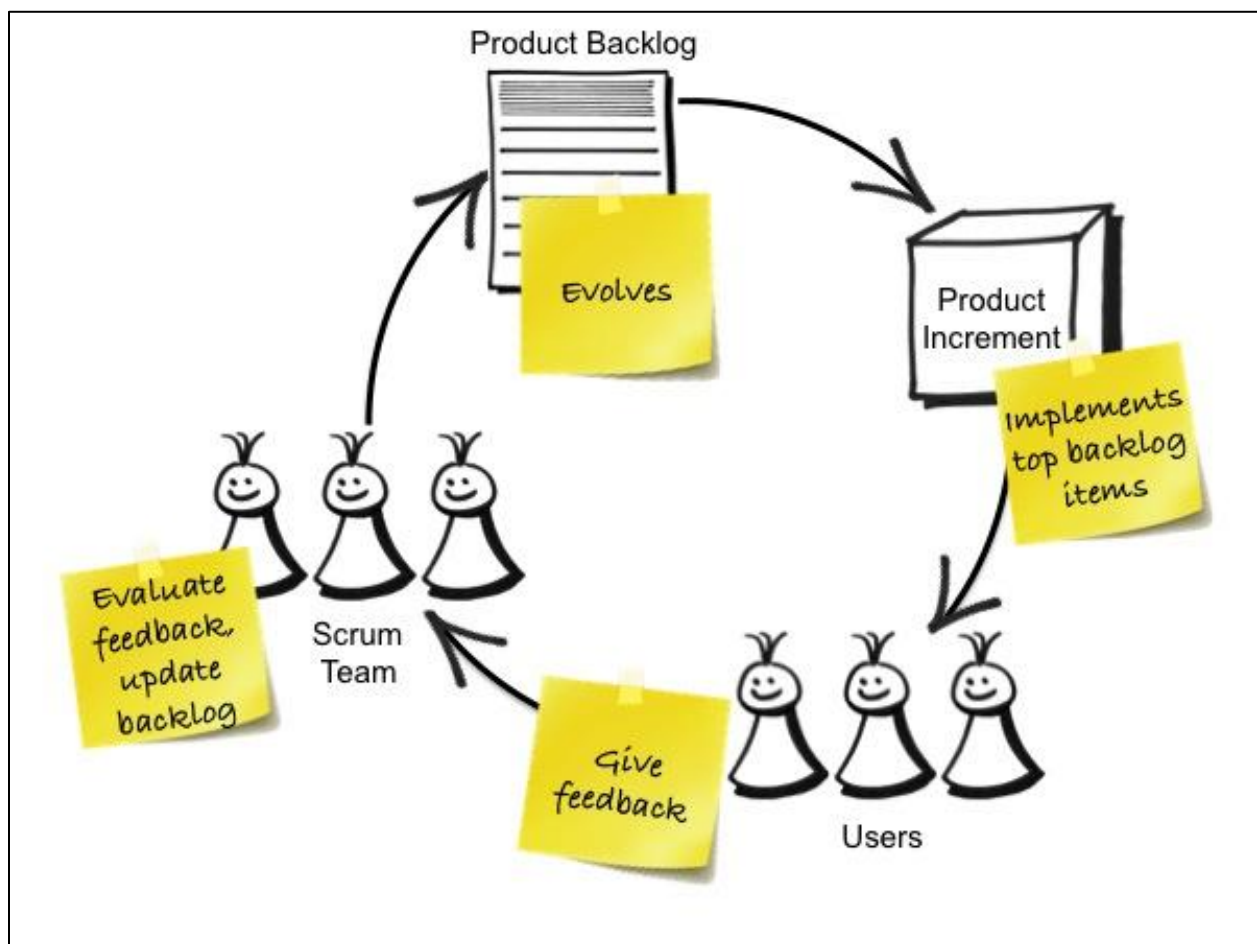 Product Backlog
Evolves
Product
Increment
Implements
top backlog
items
Users
Give
feedback
Scrum
Team
Evaluate
feedback,
update
backlog